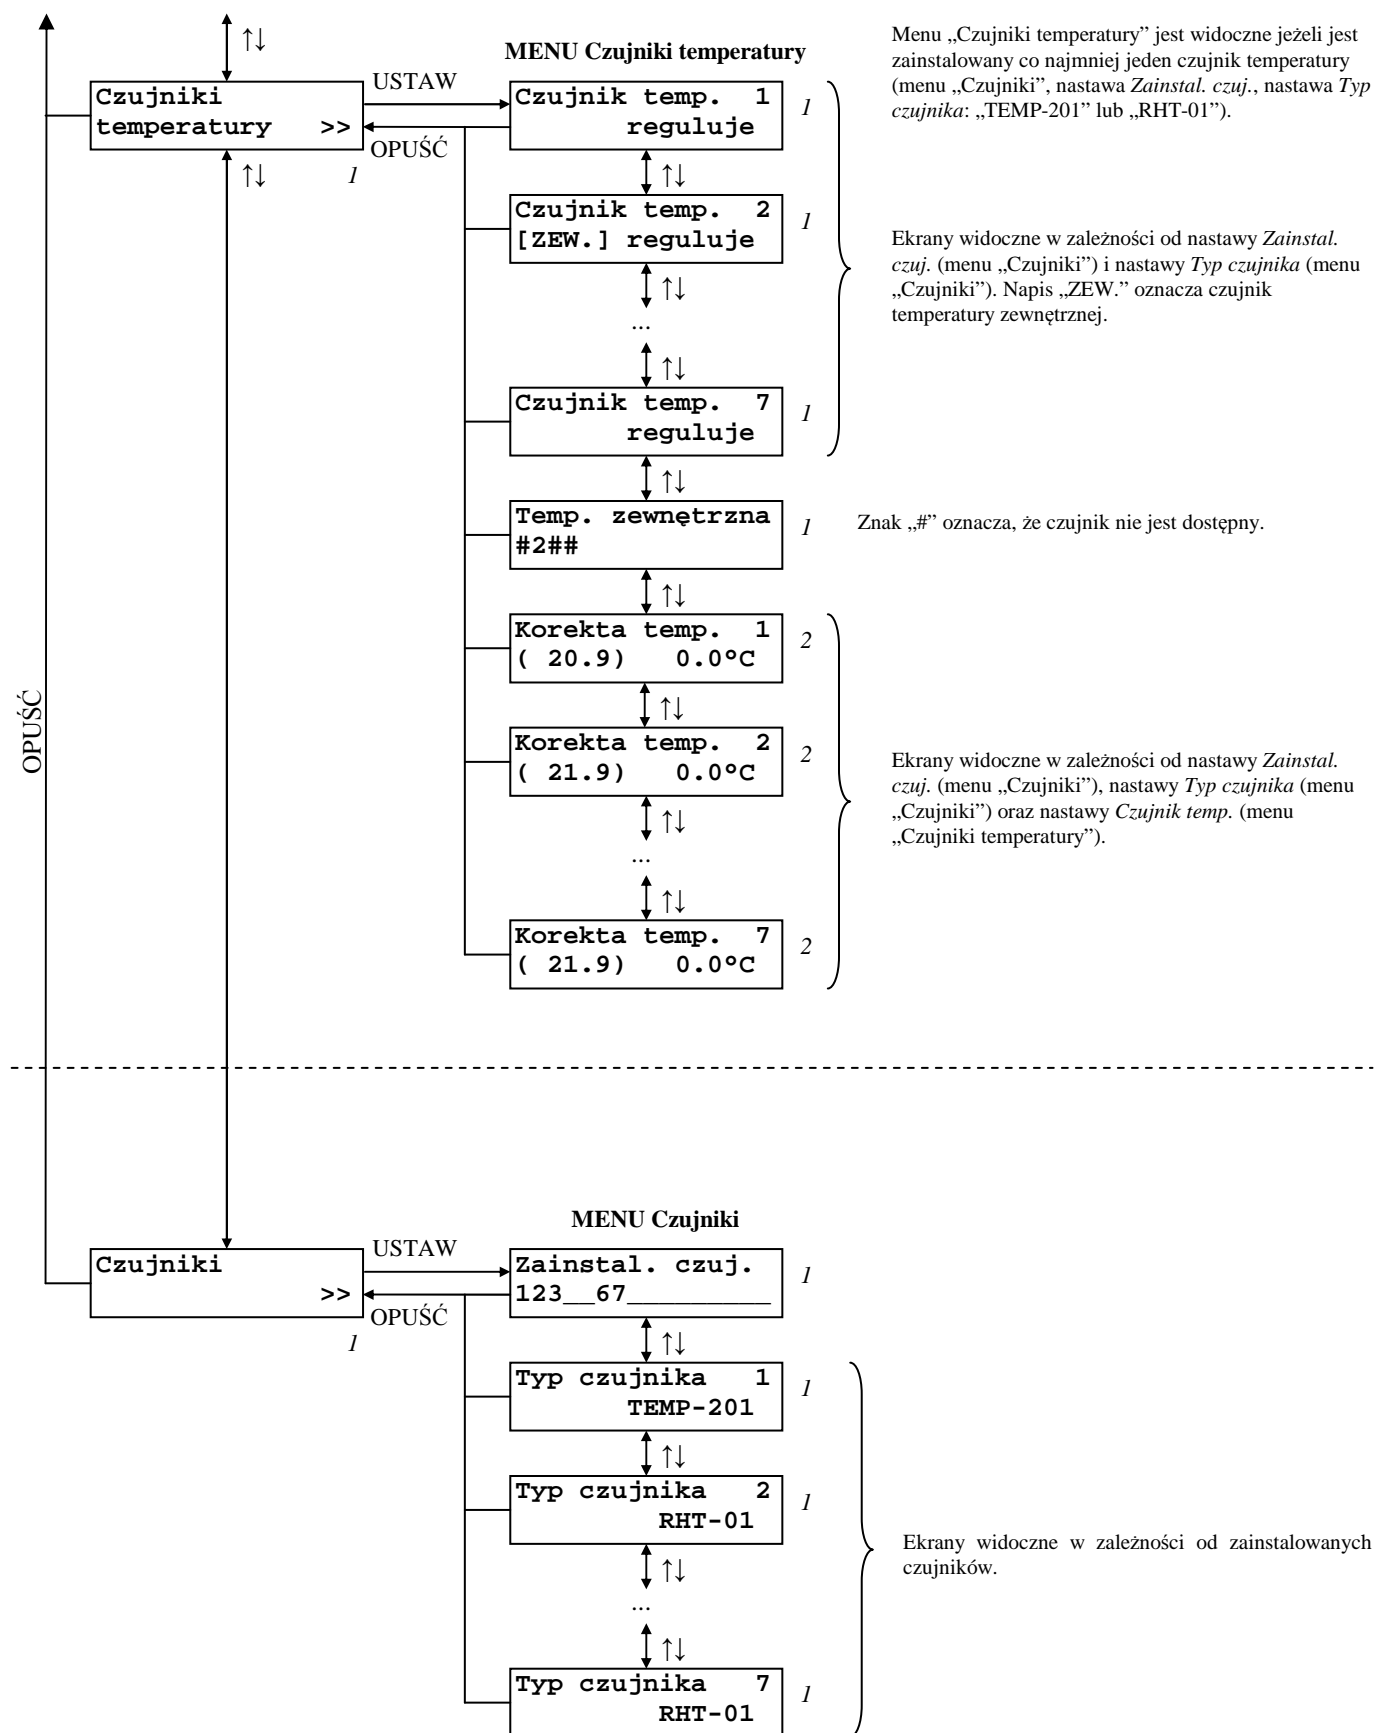 ↑↓
MENU Czujniki temperatury
Menu „Czujniki temperatury” jest widoczne jeżeli jest
zainstalowany co najmniej jeden czujnik temperatury
(menu „Czujniki”, nastawa Zainstal. czuj., nastawa Typ
czujnika: „TEMP-201” lub „RHT-01”).
Czujniki
temperatury >>
1
USTAW
OPUŚĆ
↑↓
Czujnik temp. 1
reguluje
1
↑↓
Czujnik temp. 2
[ZEW.] reguluje
1
↑↓
...
↑↓
Czujnik temp. 7
reguluje
1
Ekrany widoczne w zależności od nastawy Zainstal.
czuj. (menu „Czujniki”) i nastawy Typ czujnika (menu
„Czujniki”). Napis „ZEW.” oznacza czujnik
temperatury zewnętrznej.
↑↓
Temp. zewnętrzna
#2##
1
Znak „#” oznacza, że czujnik nie jest dostępny.
↑↓
Korekta temp. 1
( 20.9) 0.0°C
2
↑↓
Korekta temp. 2
( 21.9) 0.0°C
2
↑↓
...
↑↓
Korekta temp. 7
( 21.9) 0.0°C
2
Ekrany widoczne w zależności od nastawy Zainstal.
czuj. (menu „Czujniki”), nastawy Typ czujnika (menu
„Czujniki”) oraz nastawy Czujnik temp. (menu
„Czujniki temperatury”).
OPUŚĆ
MENU Czujniki
Czujniki
>>
1
USTAW
OPUŚĆ
Zainstal. czuj.
123__67_________
1
↑↓
Typ czujnika 1
TEMP-201
1
↑↓
Typ czujnika 2
RHT-01
1
↑↓
...
↑↓
Typ czujnika 7
RHT-01
1
Ekrany widoczne w zależności od zainstalowanych
czujników.